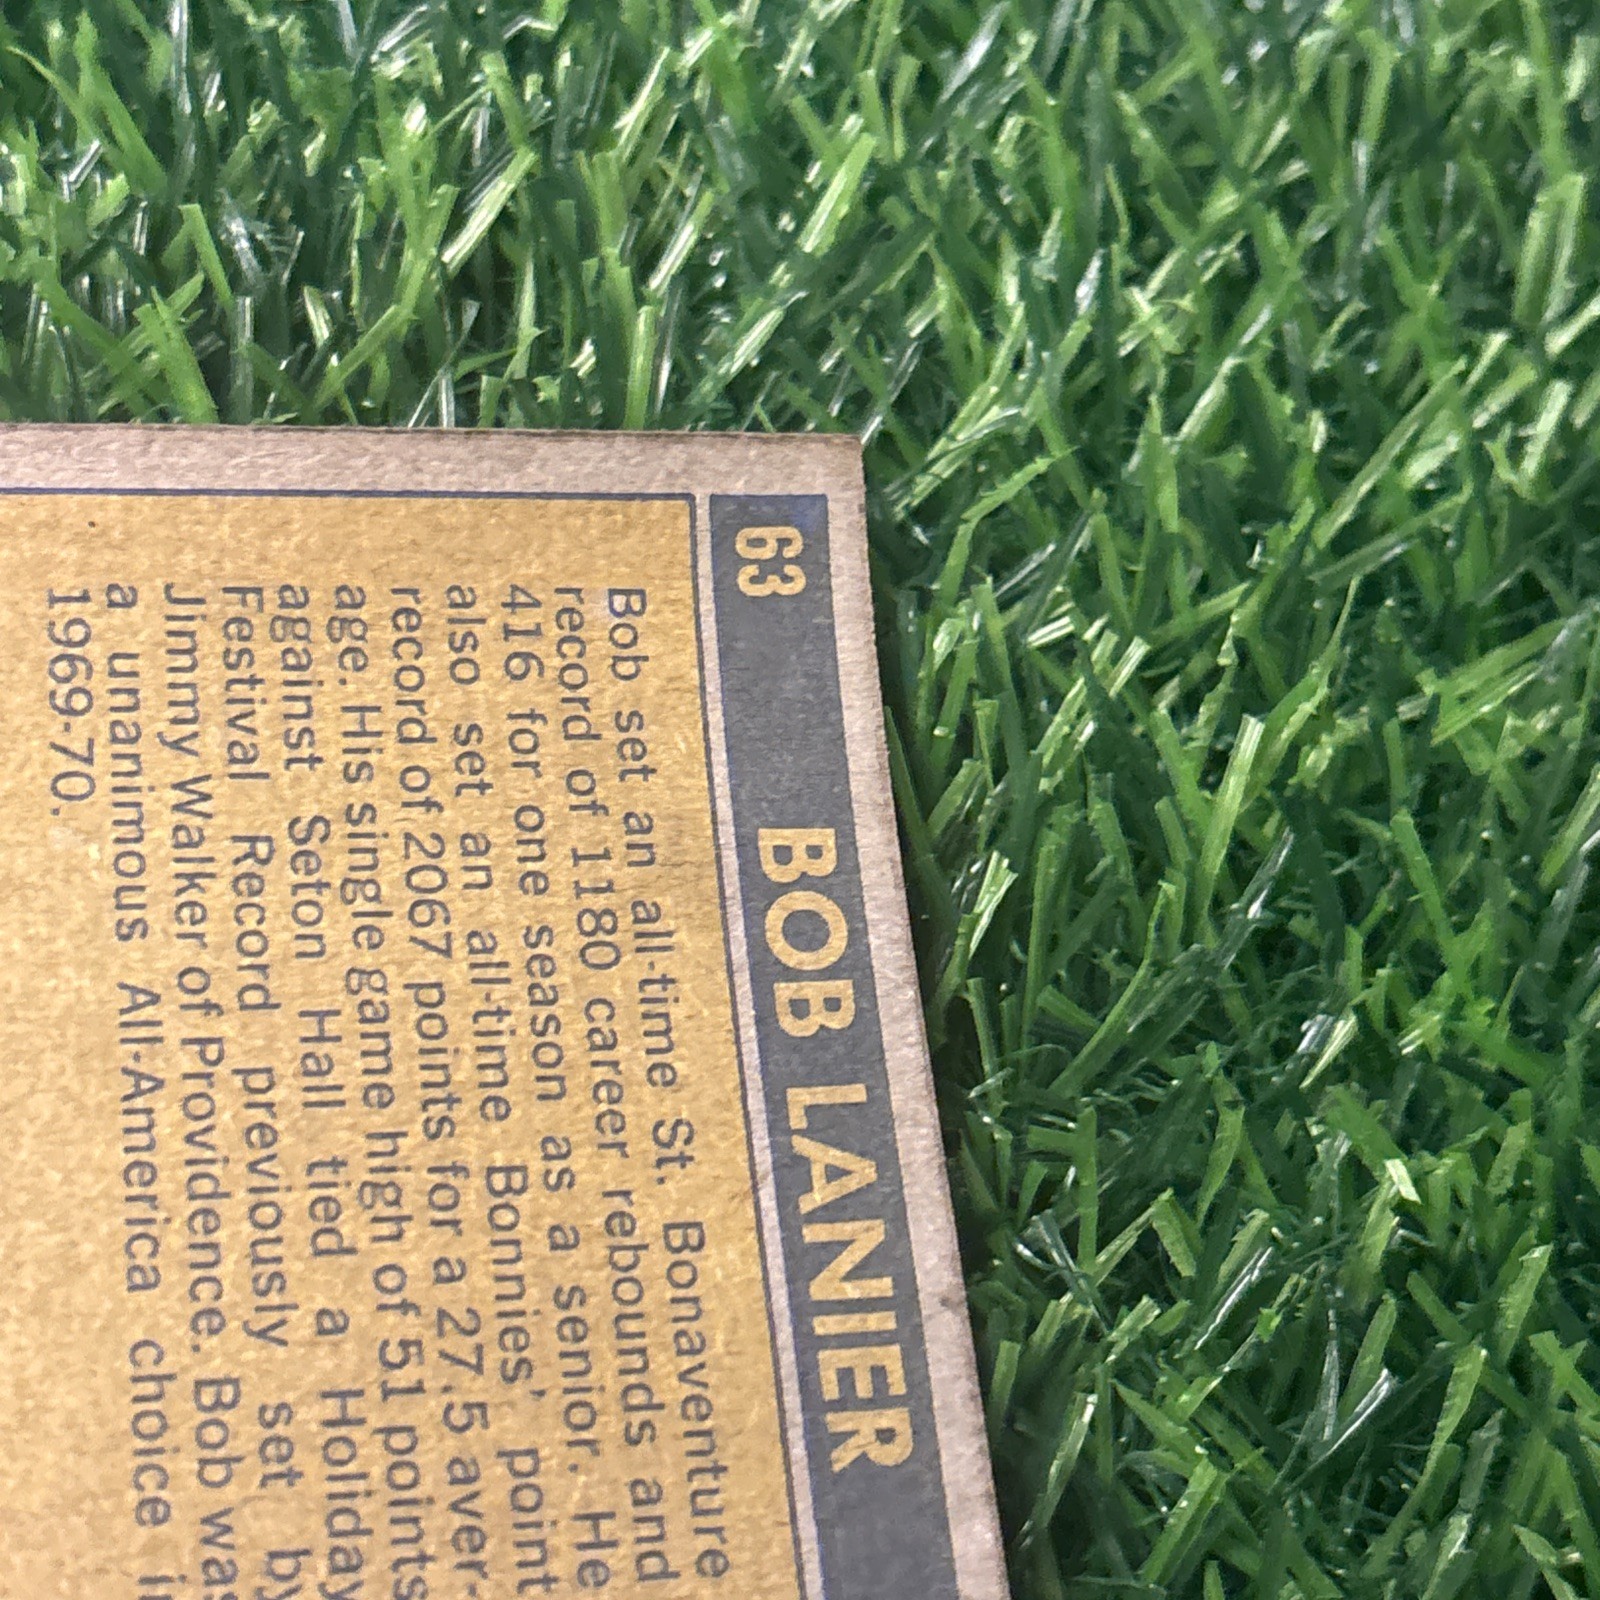 63 BOB LANIER
Bob set an all-time St. Bonaventure
record of 1180 career rebounds and
416 for one season as a senior. He
also set an all-time Bonnies' point
record of 2067 points for a 27.5 aver-
age. His single game high of 51 points
against Seton Hall tied a Holiday
Festival Record previously set by
Jimmy Walker of Providence. Bob was
a unanimous All-America choice in
1969-70.